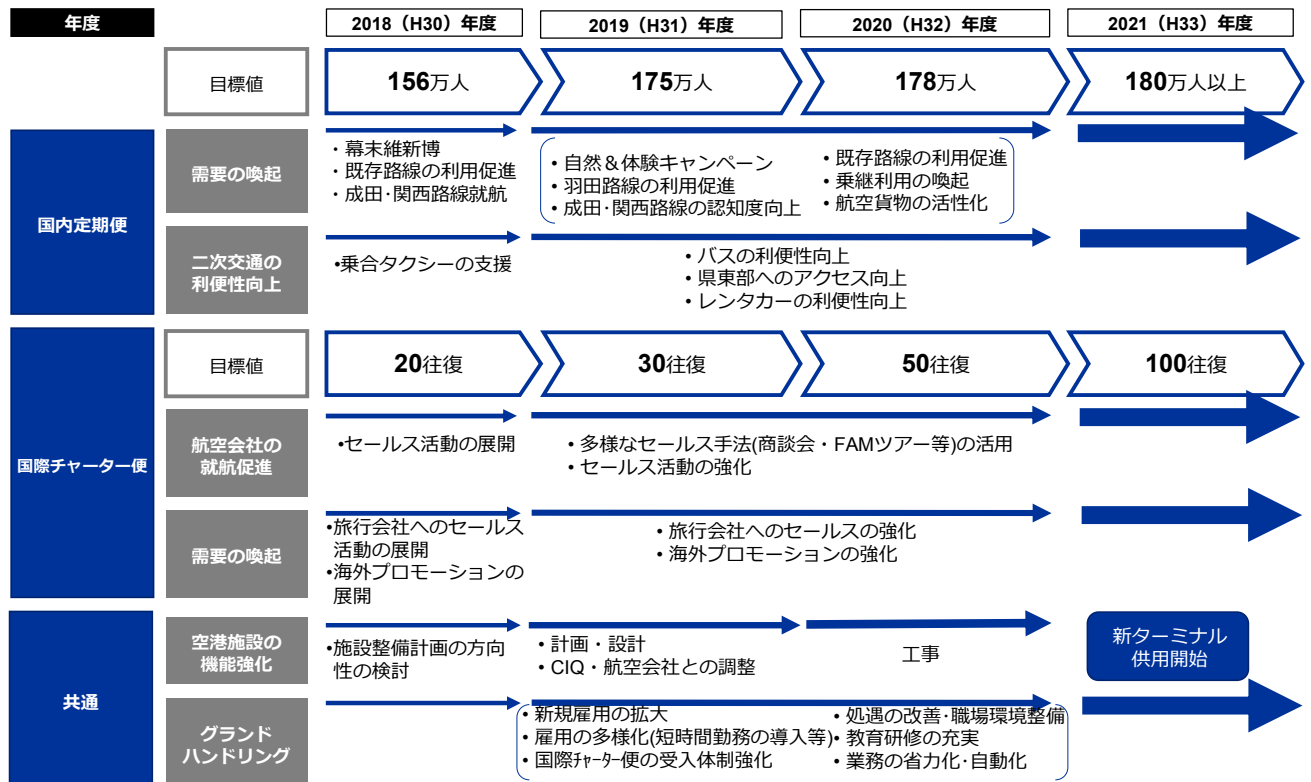 年度
2018（H30）年度
2019（H31）年度
2020（H32）年度
2021（H33）年度
目標値
156万人
175万人
178万人
180万人以上
国内定期便
需要の喚起
・幕末維新博
・既存路線の利用促進
・成田･関西路線就航
• 自然＆体験キャンペーン
• 羽田路線の利用促進
• 成田･関西路線の認知度向上
• 既存路線の利用促進
• 乗継利用の喚起
• 航空貨物の活性化
二次交通の
利便性向上
•乗合タクシーの支援
• バスの利便性向上
• 県東部へのアクセス向上
• レンタカーの利便性向上
国際チャーター便
目標値
20往復
30往復
50往復
100往復
航空会社の
就航促進
•セールス活動の展開
• 多様なセールス手法(商談会・FAMツアー等)の活用
• セールス活動の強化
需要の喚起
•旅行会社へのセールス
活動の展開
•海外プロモーションの
展開
• 旅行会社へのセールスの強化
• 海外プロモーションの強化
共通
空港施設の
機能強化
•施設整備計画の方向
性の検討
• 計画・設計
• CIQ・航空会社との調整
工事
新ターミナル
供用開始
グランド
ハンドリング
• 新規雇用の拡大
• 雇用の多様化(短時間勤務の導入等)
• 国際ﾁｬｰﾀｰ便の受入体制強化
• 処遇の改善･職場環境整備
• 教育研修の充実
• 業務の省力化･自動化